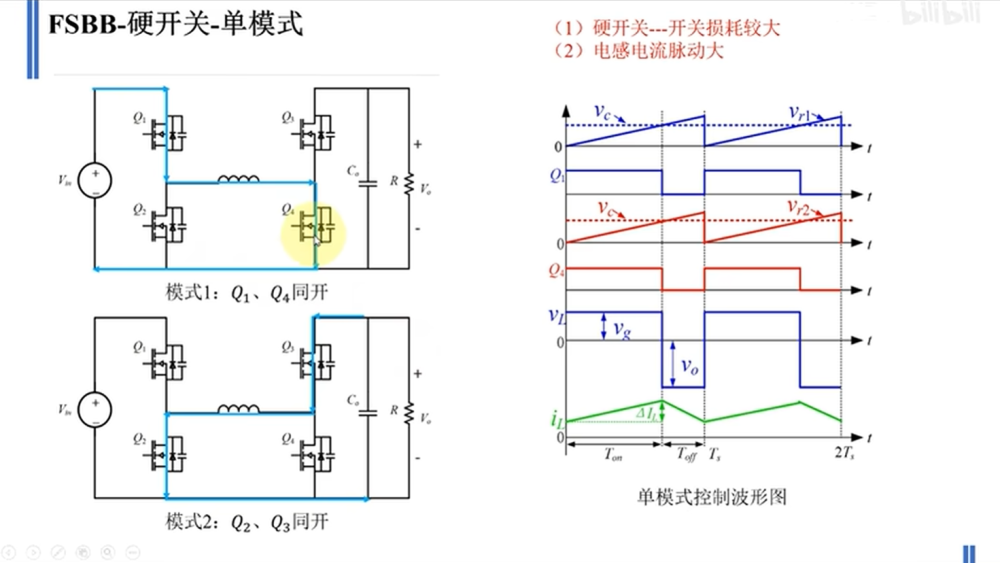 FSBB-硬开关-单模式
bilibili
(1)硬开关---开关损耗较大
(2)电感电流脉动大
Q1
Q3
Vin
+
−
Q2
Q4
Co
R
+
Vo
-
模式1：Q1、Q4同开
Q1
Q3
Vin
+
−
Q2
Q4
Co
R
+
Vo
-
模式2：Q2、Q3同开
vc
vr1
0
t
Q1
t
vc
vr2
0
t
Q4
t
vL
vg
0
vo
t
iL
ΔIL
0
t
Ton
Toff
Ts
2Ts
单模式控制波形图